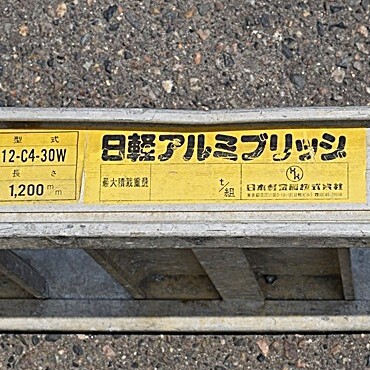 型式
12-C4-30W
長さ
1,200m/m
日軽アルミブリッジ
最大積載重量
t/組
日本軽金属株式会社